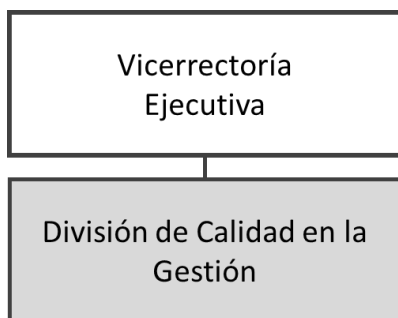 Vicerrectoría
Ejecutiva
División de Calidad en la
Gestión